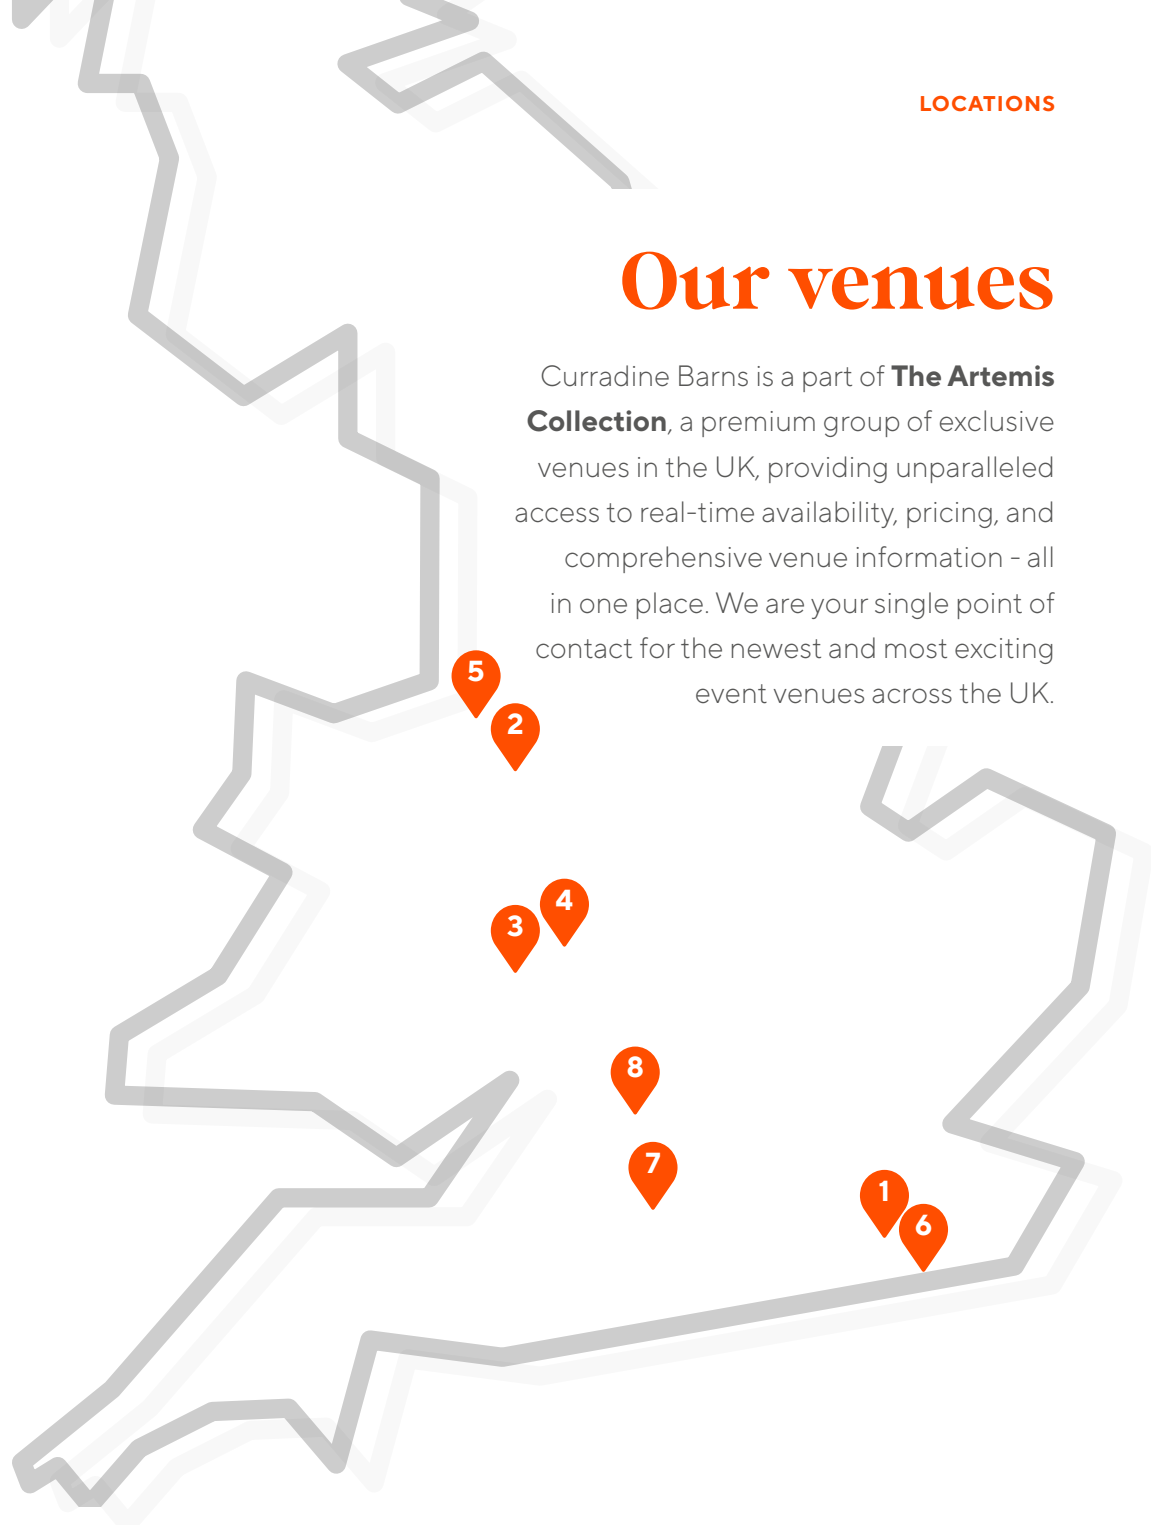 LOCATIONS
Our venues
Curradine Barns is a part of The Artemis
Collection, a premium group of exclusive
venues in the UK, providing unparalleled
access to real-time availability, pricing, and
comprehensive venue information - all
in one place. We are your single point of
contact for the newest and most exciting
event venues across the UK.
5
2
4
3
8
7
1
6